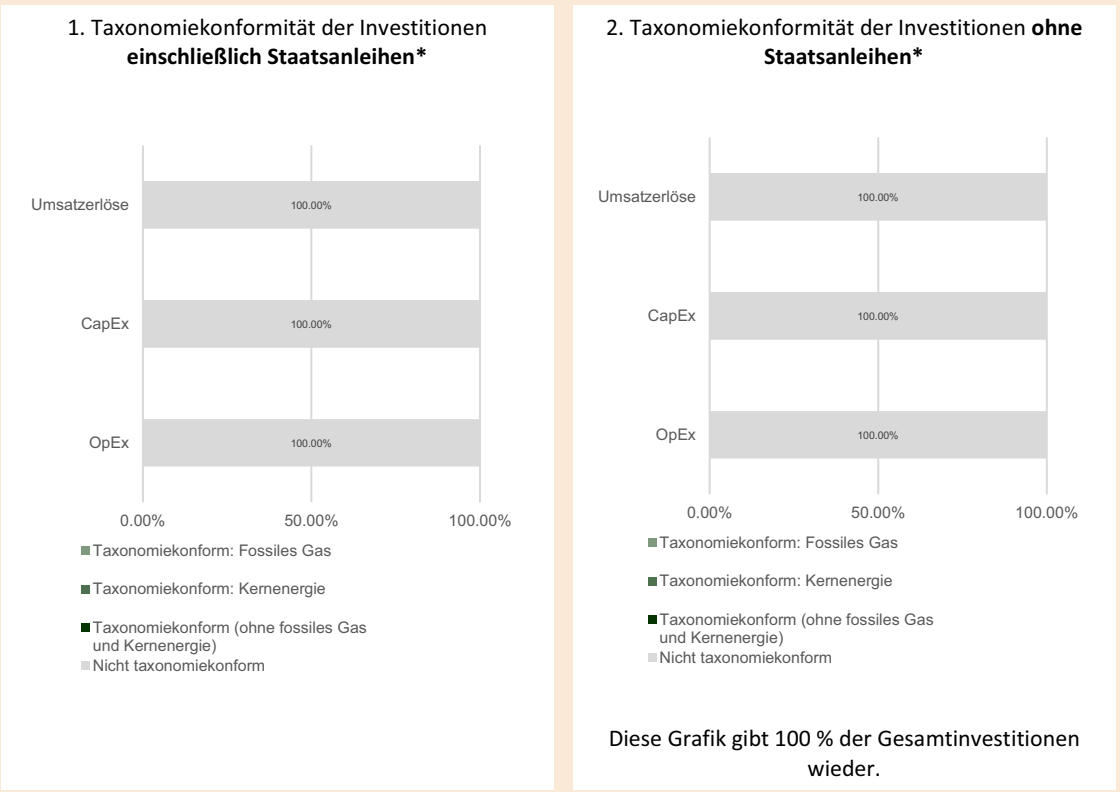 1. Taxonomiekonformität der Investitionen
einschließlich Staatsanleihen*
Umsatzerlöse
100.00%
CapEx
100.00%
OpEx
100.00%
0.00%
50.00%
100.00%
Taxonomiekonform: Fossiles Gas
Taxonomiekonform: Kernenergie
Taxonomiekonform (ohne fossiles Gas
und Kernenergie)
Nicht taxonomiekonform
2. Taxonomiekonformität der Investitionen ohne
Staatsanleihen*
Umsatzerlöse
100.00%
CapEx
100.00%
OpEx
100.00%
0.00%
50.00%
100.00%
Taxonomiekonform: Fossiles Gas
Taxonomiekonform: Kernenergie
Taxonomiekonform (ohne fossiles Gas
und Kernenergie)
Nicht taxonomiekonform
Diese Grafik gibt 100 % der Gesamtinvestitionen
wieder.